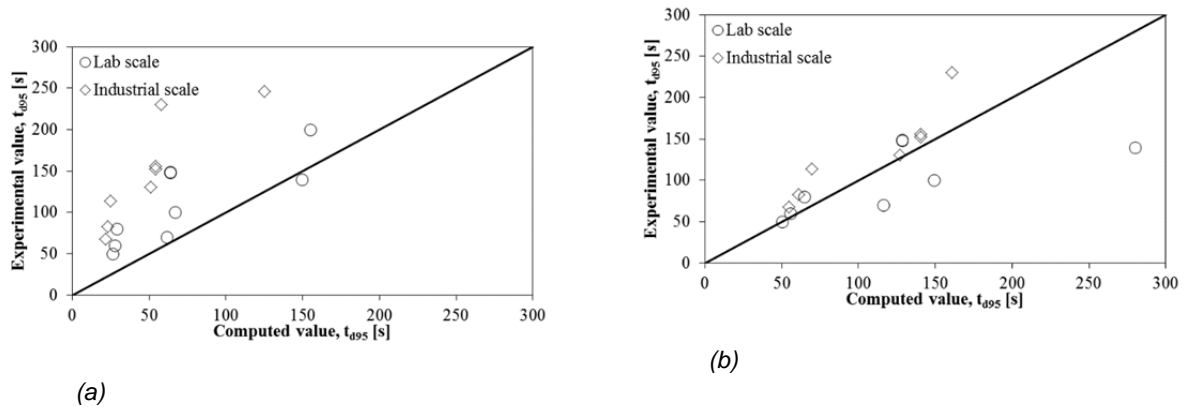 300
250
200
150
100
50
0
Experimental value, td95 [s]
Lab scale
Industrial scale
0 50 100 150 200 250 300
Computed value, td95 [s]
(a)
300
250
200
150
100
50
0
Experimental value, td95 [s]
Lab scale
Industrial scale
0 50 100 150 200 250 300
Computed value, td95 [s]
(b)